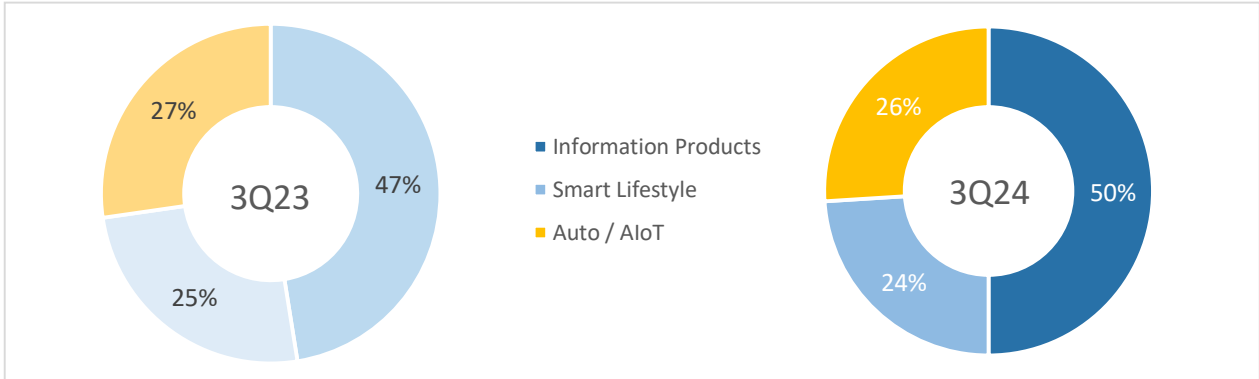 27%
47%
25%
3Q23
Information Products
Smart Lifestyle
Auto / AIoT
26%
50%
24%
3Q24